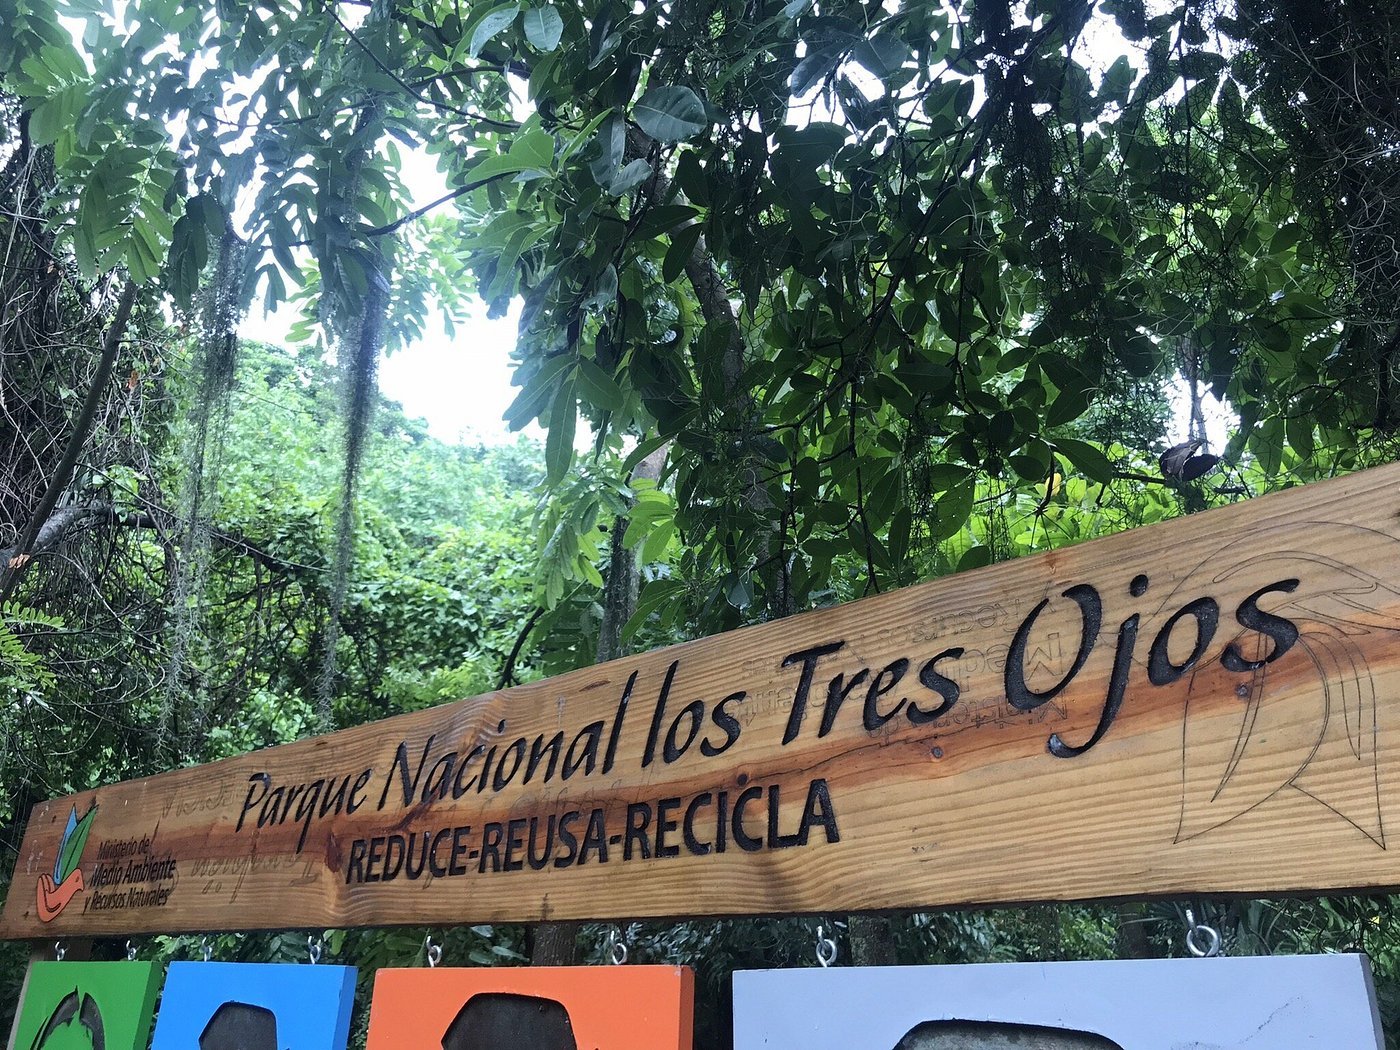 Parque Nacional los Tres Ojos
REDUCE-REUSA-RECICLA
Ministerio de
Medio Ambiente
y Recursos Naturales